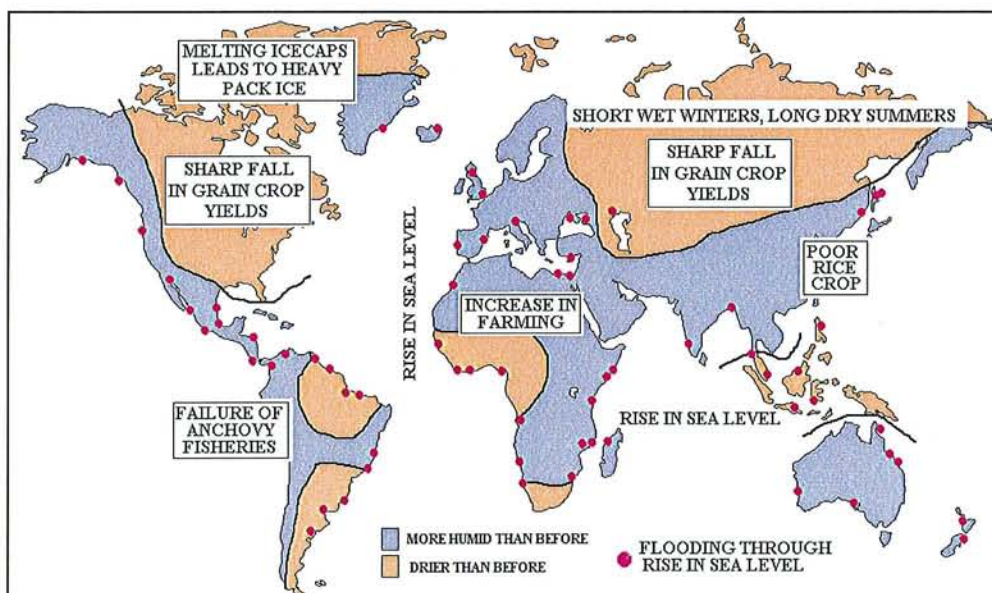 MELTING ICECAPS
LEADS TO HEAVY
PACK ICE
SHORT WET WINTERS, LONG DRY SUMMERS
SHARP FALL
IN GRAIN CROP
YIELDS
SHARP FALL
IN GRAIN CROP
YIELDS
RISE IN SEA LEVEL
POOR
RICE
CROP
INCREASE IN
FARMING
FAILURE OF
ANCHOVY
FISHERIES
RISE IN SEA LEVEL
MORE HUMID THAN BEFORE
DRIER THAN BEFORE
FLOODING THROUGH
RISE IN SEA LEVEL